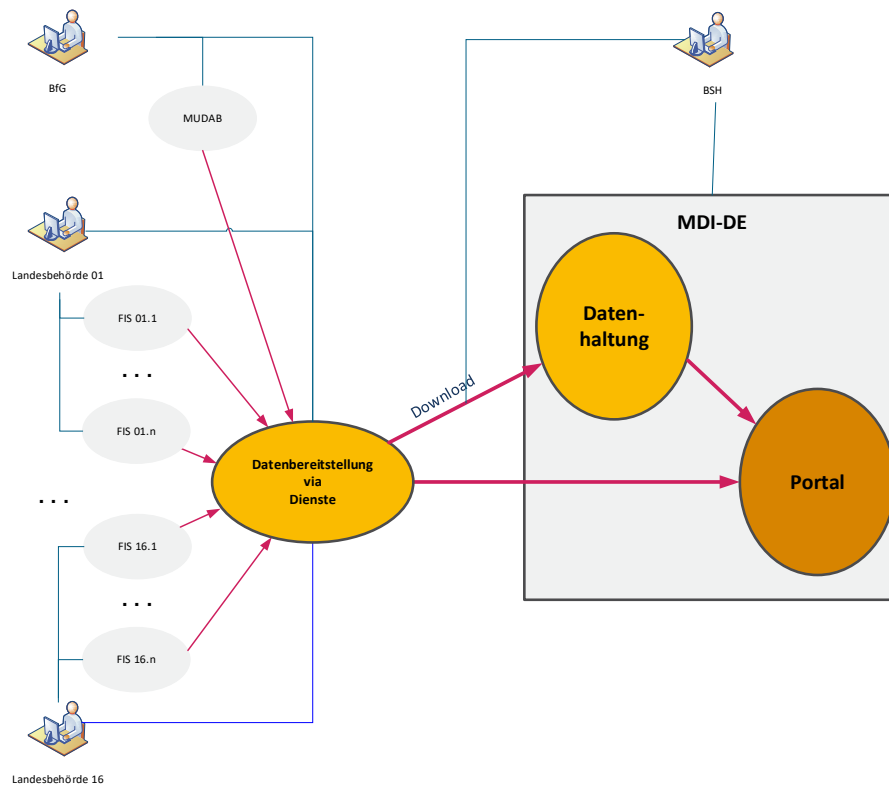 BfG
BSH
MUDAB
MDI-DE
Landesbehörde 01
Daten-
haltung
FIS 01.1
. . .
Download
FIS 01.n
Datenbereitstellung
via
Dienste
Portal
. . .
FIS 16.1
. . .
FIS 16.n
Landesbehörde 16